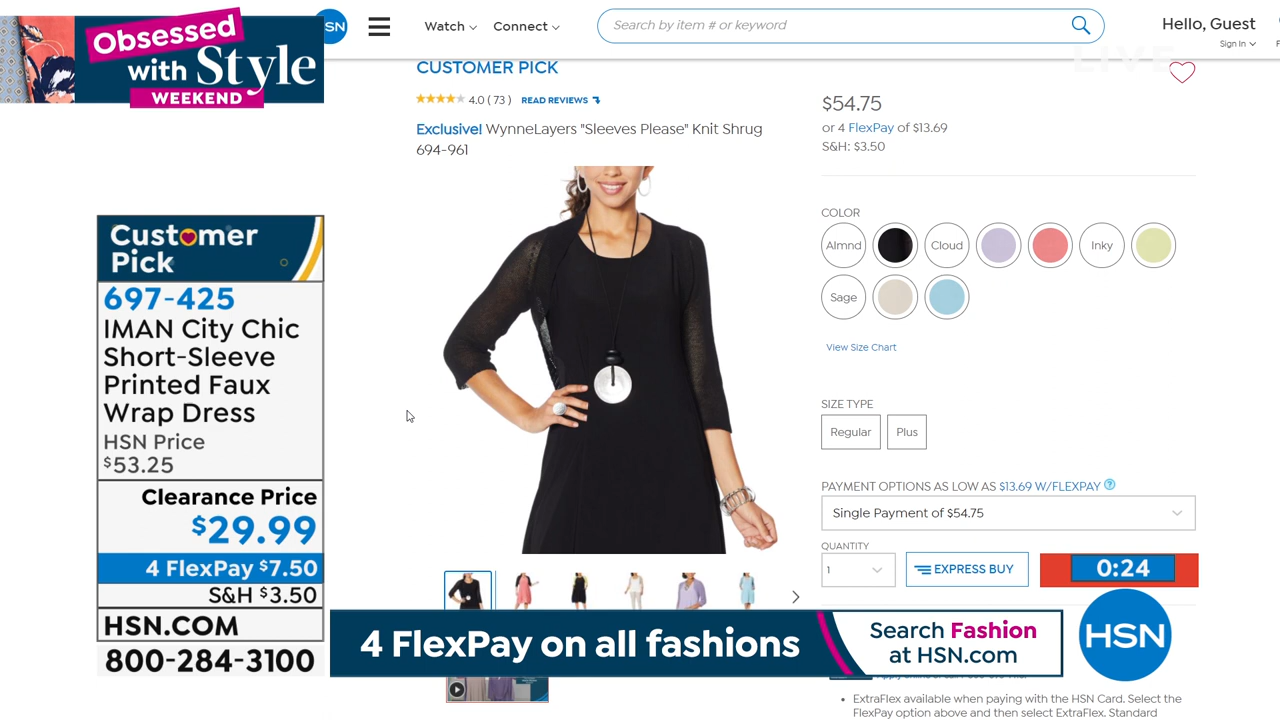 Obsessed
with Style
WEEKEND
SN
Watch
Connect
Search by item # or keyword
Hello, Guest
Sign In
F
LIVE
CUSTOMER PICK
4.0 ( 73 ) READ REVIEWS
Exclusive! WynneLayers "Sleeves Please" Knit Shrug
694-961
$54.75
or 4 FlexPay of $13.69
S&H: $3.50
COLOR
Almnd
Cloud
Inky
Sage
View Size Chart
SIZE TYPE
Regular
Plus
PAYMENT OPTIONS AS LOW AS $13.69 W/FLEXPAY ?
Single Payment of $54.75
QUANTITY
1
EXPRESS BUY
0:24
Customer
Pick
697-425
IMAN City Chic
Short-Sleeve
Printed Faux
Wrap Dress
HSN Price
$53.25
Clearance Price
$29.99
4 FlexPay $7.50
S&H $3.50
HSN.COM
800-284-3100
4 FlexPay on all fashions
Search Fashion
at HSN.com
HSN
ExtraFlex available when paying with the HSN Card. Select the
FlexPay option above and then select ExtraFlex. Standard